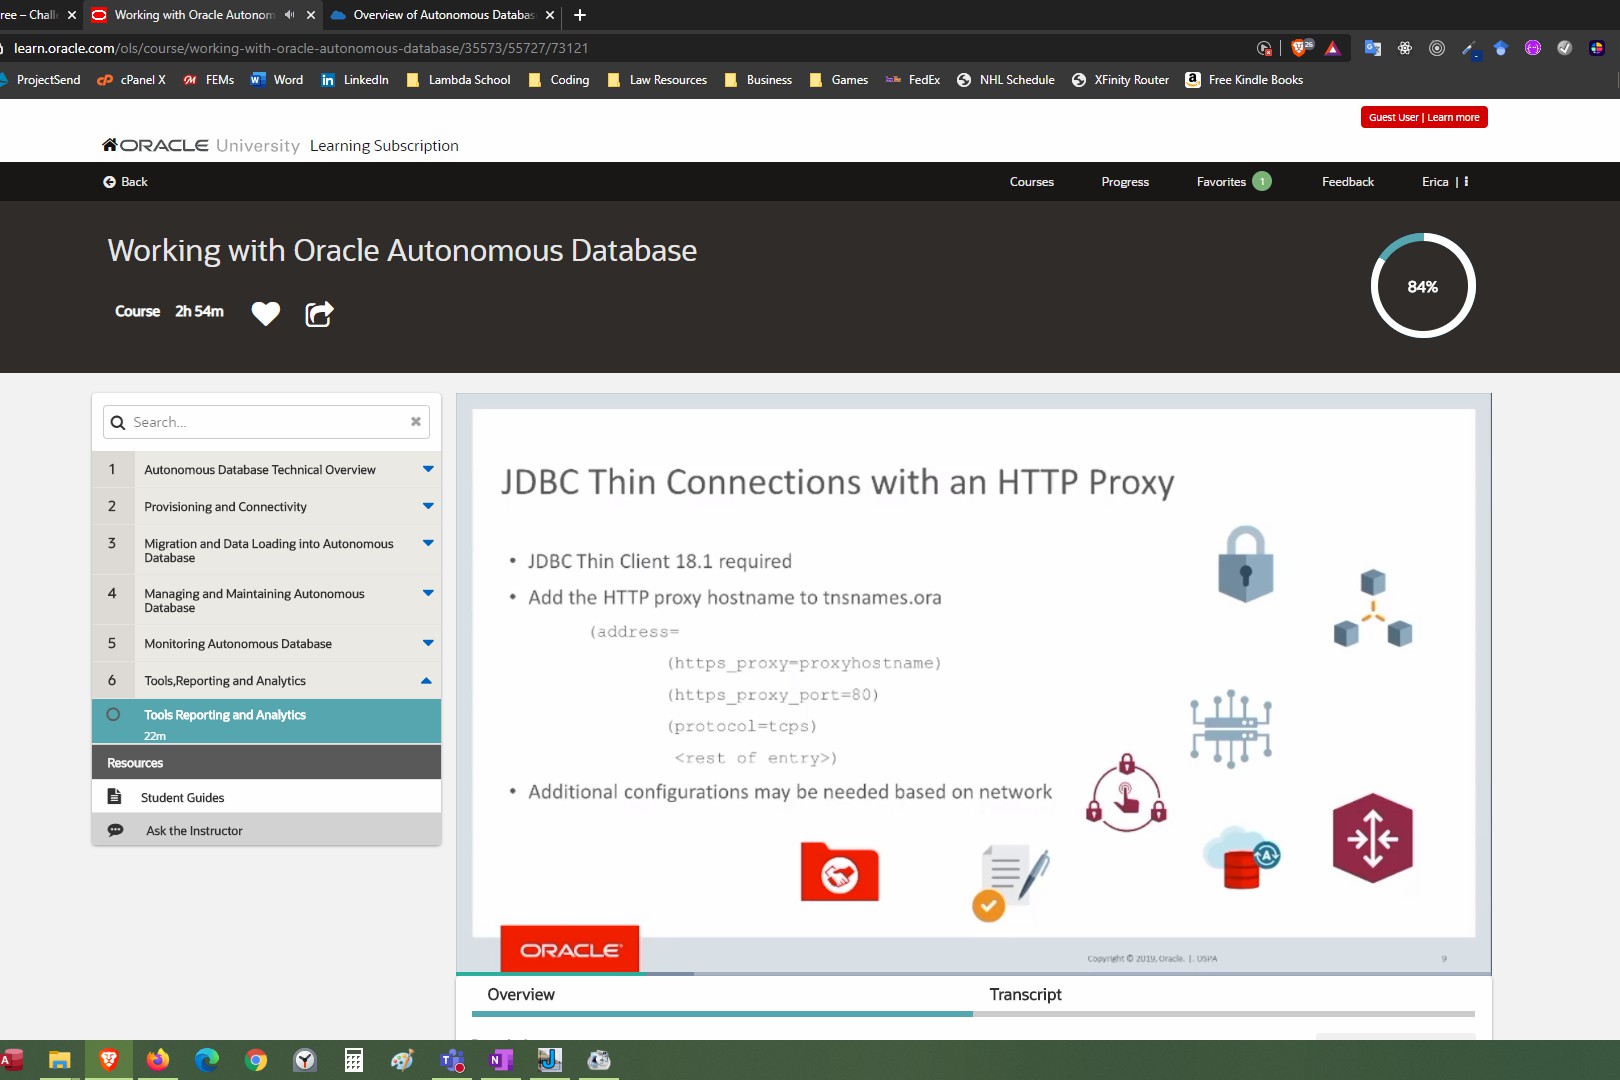 ree – Chall
Working with Oracle Autonom
Overview of Autonomous Databas
learn.oracle.com/ols/course/working-with-oracle-autonomous-database/35573/55727/73121
26
ProjectSend
cPanel X
FEMs
Word
LinkedIn
Lambda School
Coding
Law Resources
Business
Games
FedEx
NHL Schedule
XFinity Router
Free Kindle Books
Guest User | Learn more
ORACLE University Learning Subscription
Back
Courses
Progress
Favorites 1
Feedback
Erica |
Working with Oracle Autonomous Database
Course 2h 54m
84%
Search...
1 Autonomous Database Technical Overview
2 Provisioning and Connectivity
3 Migration and Data Loading into Autonomous
Database
4 Managing and Maintaining Autonomous
Database
5 Monitoring Autonomous Database
6 Tools,Reporting and Analytics
Tools Reporting and Analytics
22m
Resources
Student Guides
Ask the Instructor
JDBC Thin Connections with an HTTP Proxy
• JDBC Thin Client 18.1 required
• Add the HTTP proxy hostname to tnsnames.ora
(address=
(https_proxy=proxyhostname)
(https_proxy_port=80)
(protocol=tcps)
<rest of entry>)
• Additional configurations may be needed based on network
A
ORACLE
Copyright © 2019, Oracle. | . USPA
9
Overview
Transcript